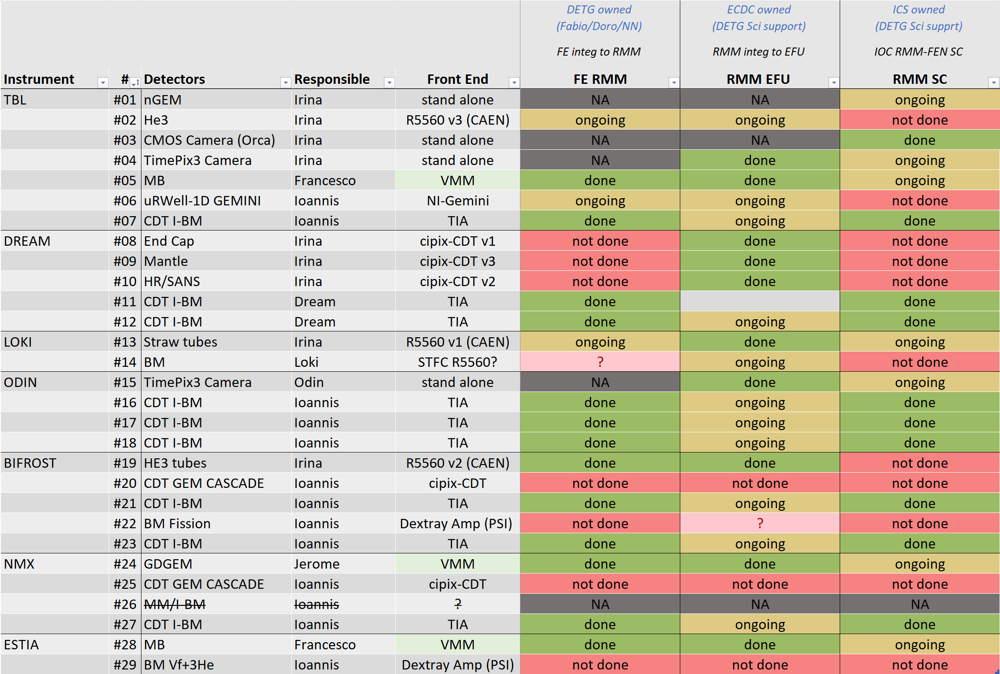 DETG owned ECDC owned ICS owned
(Fabio/Doro/NN) (DETG Sci support) (DETG Sci supprt)
FE integ to RMM RMM integ to EFU IOC RMM-FEN SC
Instrument # Detectors Responsible Front End FE RMM RMM EFU RMM SC
TBL #01 nGEM Irina stand alone NA NA ongoing
#02 He3 Irina R5560 v3 (CAEN) ongoing ongoing not done
#03 CMOS Camera (Orca) Irina stand alone NA NA done
#04 TimePix3 Camera Irina stand alone NA done ongoing
#05 MB Francesco VMM done done ongoing
#06 uRWell-1D GEMINI Ioannis NI-Gemini ongoing ongoing not done
#07 CDT I-BM Ioannis TIA done ongoing done
DREAM #08 End Cap Irina cipix-CDT v1 not done done not done
#09 Mantle Irina cipix-CDT v3 not done done not done
#10 HR/SANS Irina cipix-CDT v2 not done done not done
#11 CDT I-BM Dream TIA done done
#12 CDT I-BM Dream TIA done ongoing done
LOKI #13 Straw tubes Irina R5560 v1 (CAEN) ongoing done ongoing
#14 BM Loki STFC R5560? ? ongoing not done
ODIN #15 TimePix3 Camera Odin stand alone NA done ongoing
#16 CDT I-BM Ioannis TIA done ongoing done
#17 CDT I-BM Ioannis TIA done ongoing done
#18 CDT I-BM Ioannis TIA done ongoing done
BIFROST #19 HE3 tubes Irina R5560 v2 (CAEN) done done not done
#20 CDT GEM CASCADE Ioannis cipix-CDT not done not done not done
#21 CDT I-BM Ioannis TIA done ongoing done
#22 BM Fission Ioannis Dextray Amp (PSI) not done ? not done
#23 CDT I-BM Ioannis TIA done ongoing done
NMX #24 GDGEM Jerome VMM done done ongoing
#25 CDT GEM CASCADE Ioannis cipix-CDT not done not done not done
#26 MM/I-BM Ioannis ? NA NA NA
#27 CDT I-BM Ioannis TIA done ongoing done
ESTIA #28 MB Francesco VMM done done ongoing
#29 BM Vf+3He Ioannis Dextray Amp (PSI) not done not done not done